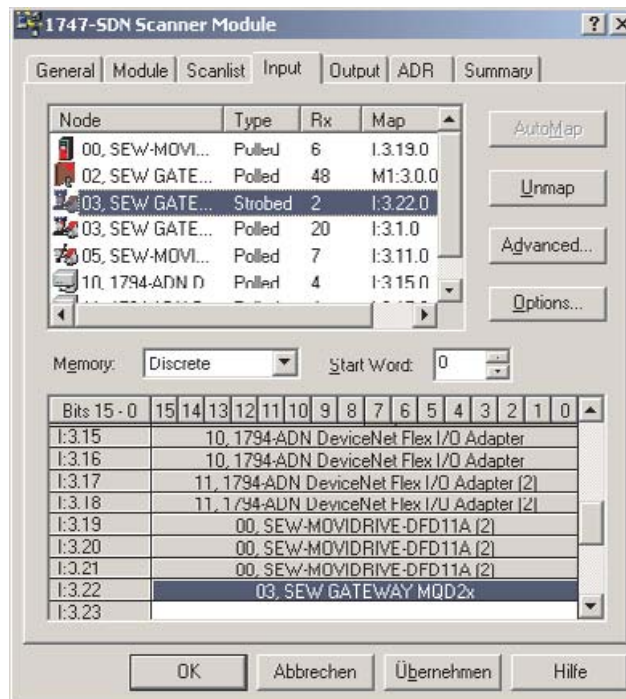 1747-SDN Scanner Module
General Module Scanlist Input Output ADR Summary
Node Type Rx Map
00, SEW-MOVI... Polled 6 I:3.19.0
02, SEW GATE... Polled 48 M1:3.0.0
03, SEW GATE... Strobed 2 I:3.22.0
03, SEW GATE... Polled 20 I:3.1.0
05, SEW-MOVI... Polled 7 I:3.11.0
10, 1794-ADN D Polled 4 I:3.15.0
AutoMap
Unmap
Advanced...
Options...
Memory: Discrete Start Word: 0
Bits 15 - 0 15 14 13 12 11 10 9 8 7 6 5 4 3 2 1 0
I:3.15 10, 1794-ADN DeviceNet Flex I/O Adapter
I:3.16 10, 1794-ADN DeviceNet Flex I/O Adapter
I:3.17 11, 1794-ADN DeviceNet Flex I/O Adapter (2)
I:3.18 11, 1794-ADN DeviceNet Flex I/O Adapter (2)
I:3.19 00, SEW-MOVIDRIVE-DFD11A (2)
I:3.20 00, SEW-MOVIDRIVE-DFD11A (2)
I:3.21 00, SEW-MOVIDRIVE-DFD11A (2)
I:3.22 03, SEW GATEWAY MQD2x
I:3.23
OK Abbrechen Übernehmen Hilfe